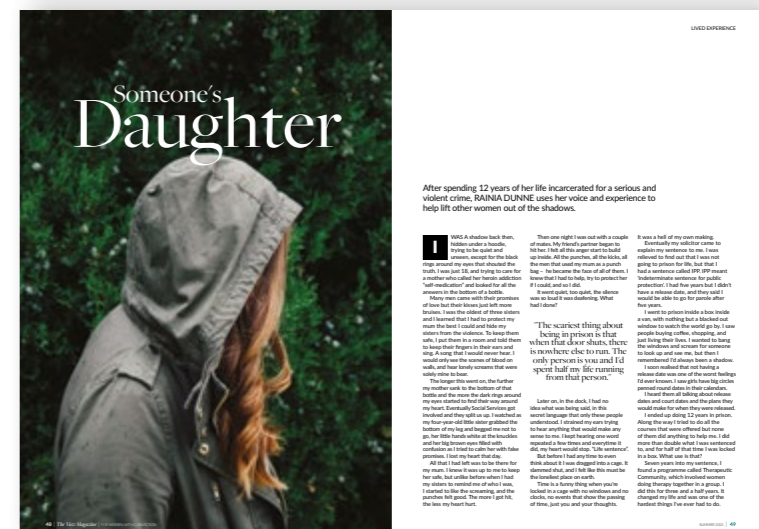 Someone's
Daughter
LIVED EXPERIENCE
After spending 12 years of her life incarcerated for a serious and
violent crime, RAINIA DUNNE uses her voice and experience to
help lift other women out of the shadows.
I WAS A shadow back then,
hidden under a hoodie,
trying to be quiet and
unseen, except for the black
rings around my eyes that shouted the
truth. I was just 18, and trying to care for
a mother who called her heroin addiction
"self-medication" and looked for all the
answers in the bottom of a bottle.
Many men came with their promises
of love but their kisses just left more
bruises. I was the oldest of three sisters
and I learned that I had to protect my
mum the best I could and hide my
sisters from the violence. To keep them
safe, I put them in a room and told them
to keep their fingers in their ears and
sing. A song that I would never hear. I
would only see the scenes of blood on
walls, and hear lonely screams that were
solely mine to bear.
The longer this went on, the further
my mother sank to the bottom of that
bottle and the more the dark rings around
my eyes started to find their way around
my heart. Eventually Social Services got
involved and they split us up. I watched as
my four-year-old little sister grabbed the
bottom of my leg and begged me not to
go, her little hands white at the knuckles
and her big brown eyes filled with
confusion as I tried to calm her with fake
promises. I lost my heart that day.
All that I had left was to be there for
my mum. I knew it was up to me to keep
her safe, but unlike before when I had
my sisters to remind me of who I was,
I started to like the screaming, and the
punches felt good. The more I got hit,
the less my heart hurt.
Then one night I was out with a couple
of mates. My friend's partner began to
hit her. I felt all this anger start to build
up inside. All the punches, all the kicks, all
the men that used my mum as a punch
bag – he became the face of all of them. I
knew that I had to help, try to protect her
if I could, and so I did.
It went quiet, too quiet, the silence
was so loud it was deafening. What
had I done?
"The scariest thing about
being in prison is that
when that door shuts, there
is nowhere else to run. The
only person is you and I'd
spent half my life running
from that person."
Later on, in the dock, I had no
idea what was being said, in this
secret language that only these people
understood. I strained my ears trying
to hear anything that would make any
sense to me. I kept hearing one word
repeated a few times and everytime it
did, my heart would stop. "Life sentence".
But before I had any time to even
think about it I was dragged into a cage. It
slammed shut, and I felt like this must be
the loneliest place on earth.
Time is a funny thing when you're
locked in a cage with no windows and no
clocks, no events that show the passing
of time, just you and your thoughts.
It was a hell of my own making.
Eventually my solicitor came to
explain my sentence to me. I was
relieved to find out that I was not
going to prison for life, but that I
had a sentence called IPP. IPP meant
'indeterminate sentence for public
protection'. I had five years but I didn't
have a release date, and they said I
would be able to go for parole after
five years.
I went to prison inside a box inside
a van, with nothing but a blacked out
window to watch the world go by. I saw
people buying coffee, shopping, and
just living their lives. I wanted to bang
the windows and scream for someone
to look up and see me, but then I
remembered I'd always been a shadow.
I soon realised that not having a
release date was one of the worst feelings
I'd ever known. I saw girls have big circles
penned round dates in their calendars.
I heard them all talking about release
dates and court dates and the plans they
would make for when they were released.
I ended up doing 12 years in prison.
Along the way I tried to do all the
courses that were offered but none
of them did anything to help me. I did
more than double what I was sentenced
to, and for half of that time I was locked
in a box. What use is that?
Seven years into my sentence, I
found a programme called Therapeutic
Community, which involved women
doing therapy together in a group. I
did this for three and a half years. It
changed my life and was one of the
hardest things I've ever had to do.
48 | The View Magazine
49